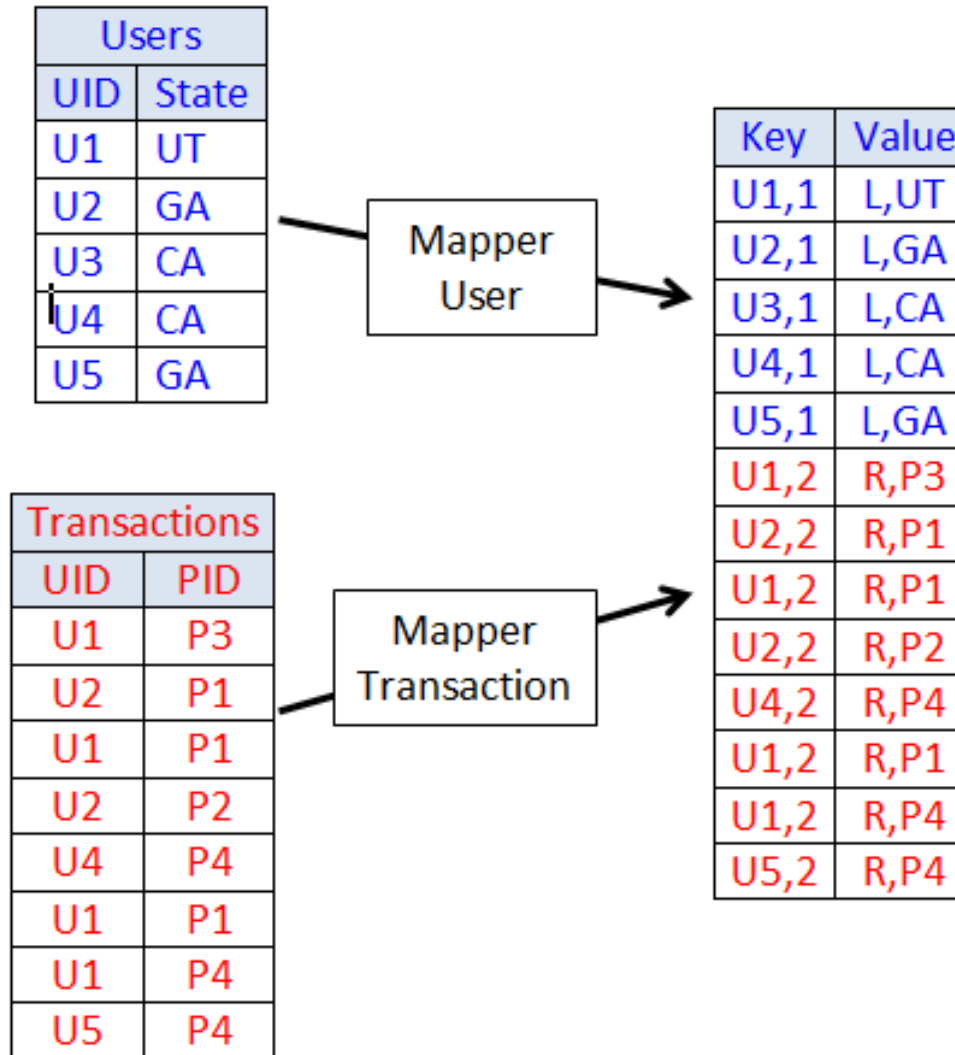 Users
UID State
U1 UT
U2 GA
U3 CA
U4 CA
U5 GA
Mapper
User
Transactions
UID PID
U1 P3
U2 P1
U1 P1
U2 P2
U4 P4
U1 P1
U1 P4
U5 P4
Mapper
Transaction
Key Value
U1,1 L,UT
U2,1 L,GA
U3,1 L,CA
U4,1 L,CA
U5,1 L,GA
U1,2 R,P3
U2,2 R,P1
U1,2 R,P1
U2,2 R,P2
U4,2 R,P4
U1,2 R,P1
U1,2 R,P4
U5,2 R,P4